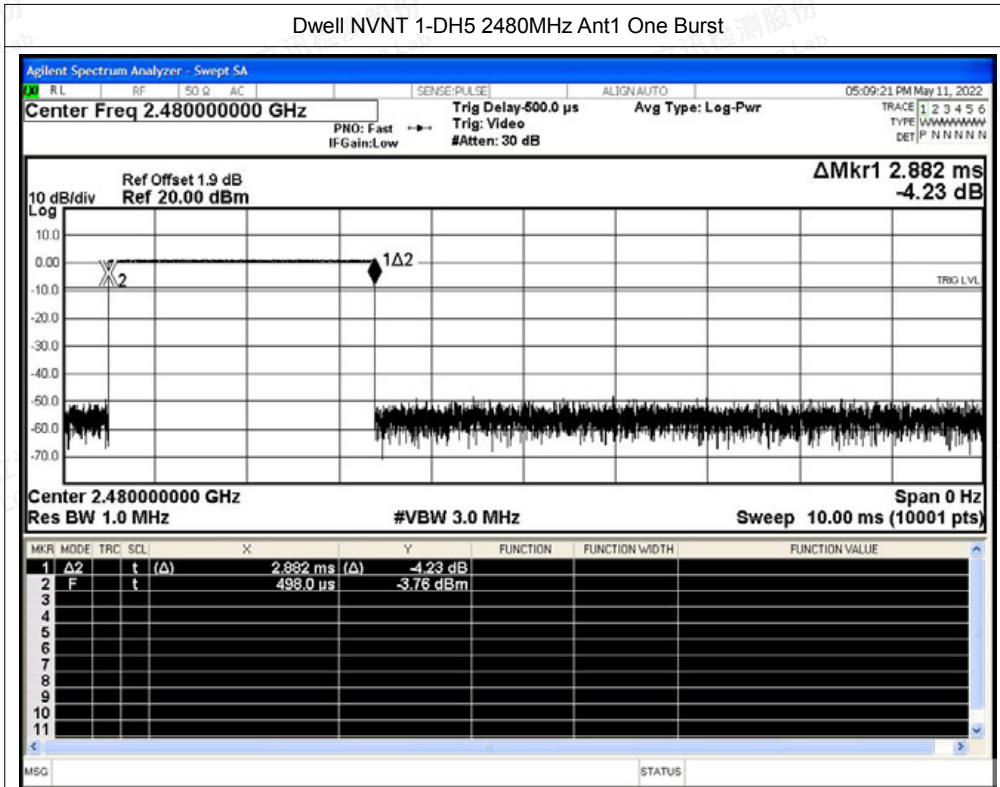 Dwell NVNT 1-DH5 2480MHz Ant1 One Burst
Agilent Spectrum Analyzer - Swept SA
RL RF 50 Ω AC SENSE:PULSE ALIGN AUTO 05:09:21 PM May 11, 2022
Center Freq 2.480000000 GHz
PNO: Fast
IFGain:Low
Trig Delay-500.0 µs
Trig: Video
#Atten: 30 dB
Avg Type: Log-Pwr
TRACE 1 2 3 4 5 6
TYPE WWWWWW
DET P N N N N N
ΔMkr1 2.882 ms
-4.23 dB
Ref Offset 1.9 dB
10 dB/div Ref 20.00 dBm
Log
10.0
0.00
-10.0
-20.0
-30.0
-40.0
-50.0
-60.0
-70.0
2
1Δ2
TRIG LVL
Center 2.480000000 GHz Span 0 Hz
Res BW 1.0 MHz #VBW 3.0 MHz Sweep 10.00 ms (10001 pts)
MKR MODE TRC SCL X Y FUNCTION FUNCTION WIDTH FUNCTION VALUE
1 Δ2 t (Δ) 2.882 ms (Δ) -4.23 dB
2 F t 498.0 µs -3.76 dBm
3
4
5
6
7
8
9
10
11
MSG STATUS